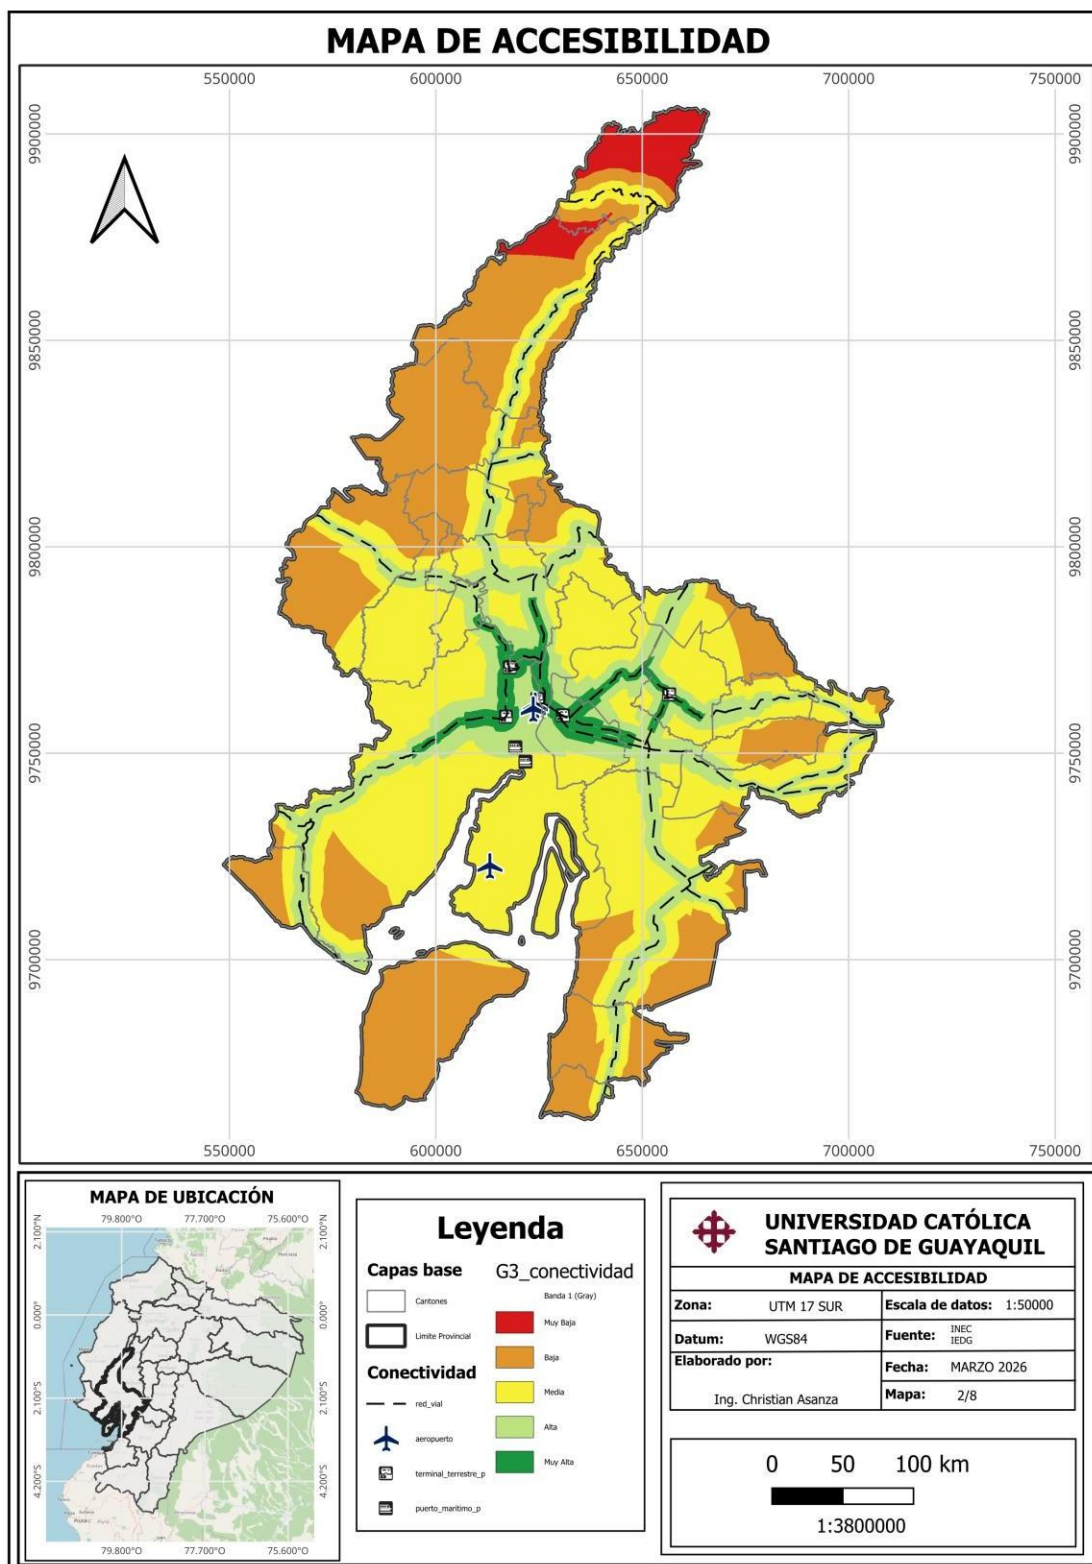 MAPA DE ACCESIBILIDAD
550000 600000 650000 700000 750000
9900000 9900000
9850000 9850000
9800000 9800000
9750000 9750000
9700000 9700000
550000 600000 650000 700000 750000
MAPA DE UBICACIÓN
79.800°O 77.700°O 75.600°O
2.100°N 2.100°N
0.000° 0.000°
2.100°S 2.100°S
4.200°S 4.200°S
79.800°O 77.700°O 75.600°O
Leyenda
Capas base
Cantones
Limite Provincial
Conectividad
red_vial
aeropuerto
terminal_terrestre_p
puerto_maritimo_p
G3_conectividad
Banda 1 (Gray)
Muy Baja
Baja
Media
Alta
Muy Alta
UNIVERSIDAD CATÓLICA
SANTIAGO DE GUAYAQUIL
MAPA DE ACCESIBILIDAD
Zona: UTM 17 SUR
Escala de datos: 1:50000
Datum: WGS84
Fuente: INEC
IEDG
Elaborado por:
Ing. Christian Asanza
Fecha: MARZO 2026
Mapa: 2/8
0 50 100 km
1:3800000